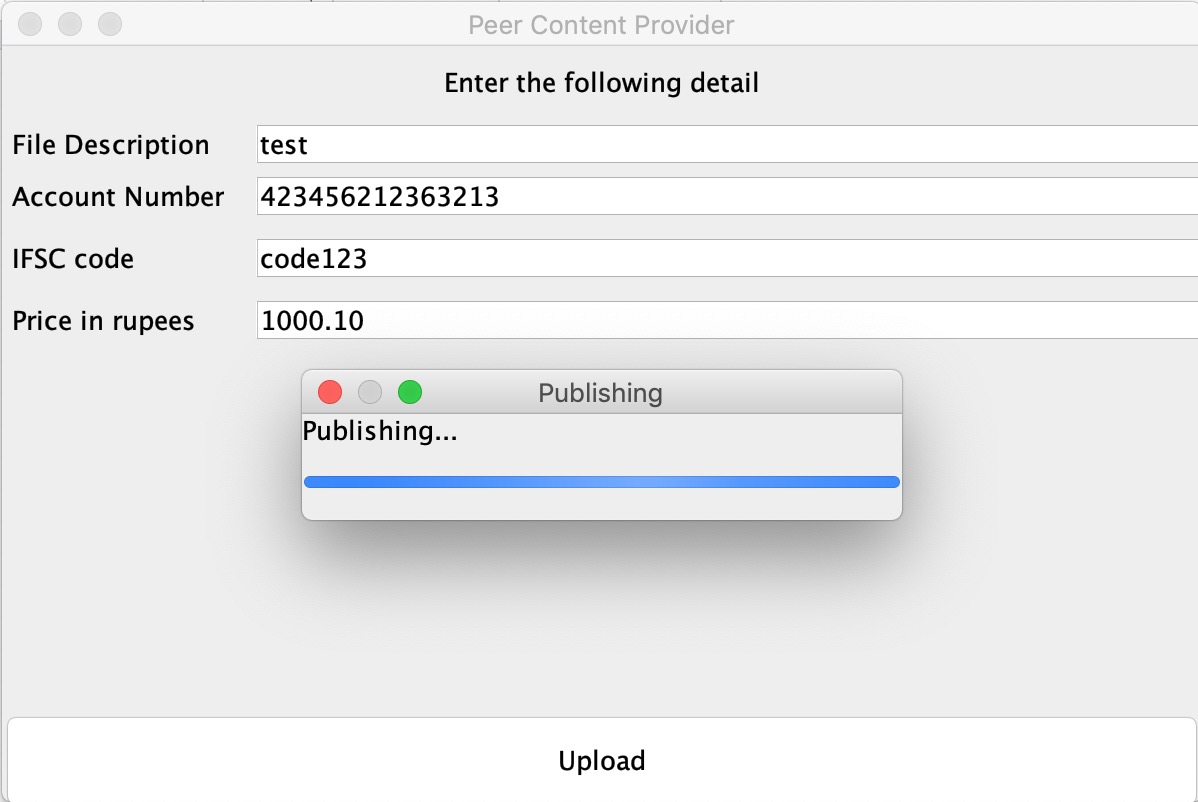 Peer Content Provider
Enter the following detail
File Description test
Account Number 423456212363213
IFSC code code123
Price in rupees 1000.10
Publishing
Publishing...
Upload